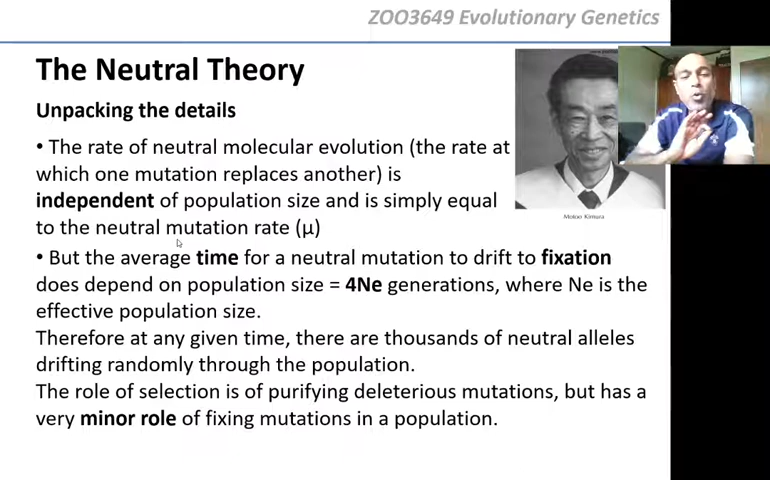 ZOO3649 Evolutionary Genetics
The Neutral Theory
Unpacking the details
• The rate of neutral molecular evolution (the rate at
which one mutation replaces another) is
independent of population size and is simply equal
to the neutral mutation rate (μ)
• But the average time for a neutral mutation to drift to fixation
does depend on population size = 4Ne generations, where Ne is the
effective population size.
Therefore at any given time, there are thousands of neutral alleles
drifting randomly through the population.
The role of selection is of purifying deleterious mutations, but has a
very minor role of fixing mutations in a population.
Motoo Kimura